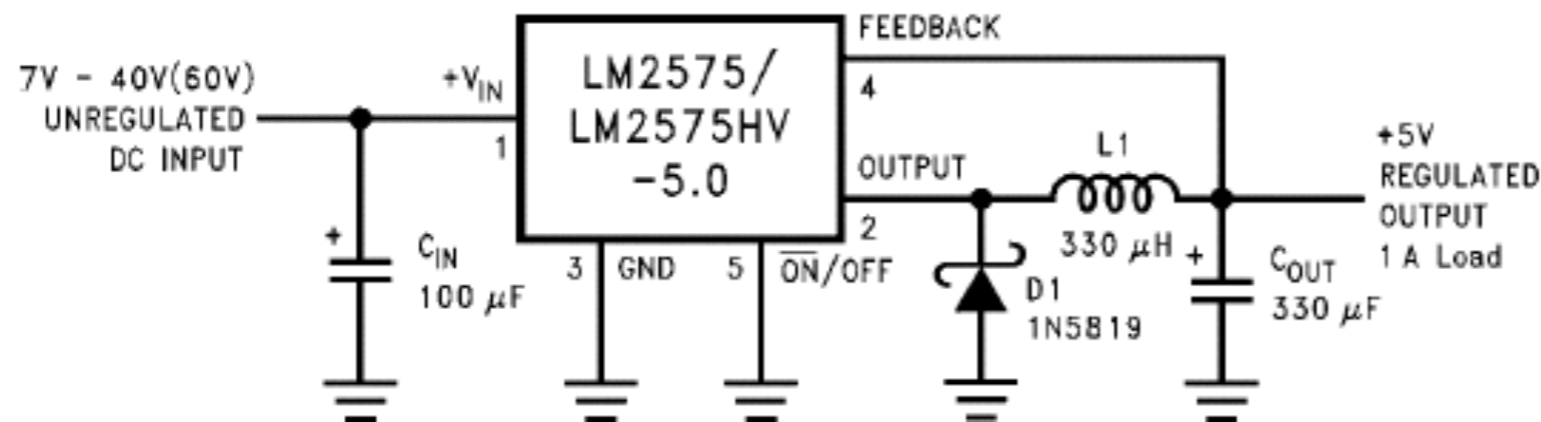 7V - 40V(60V)
UNREGULATED
DC INPUT
+VIN
1
CIN
100 μF
+
LM2575/
LM2575HV
-5.0
3 GND
5 ON/OFF
FEEDBACK
4
OUTPUT
2
D1
1N5819
L1
330 μH
+
COUT
330 μF
+5V
REGULATED
OUTPUT
1 A Load